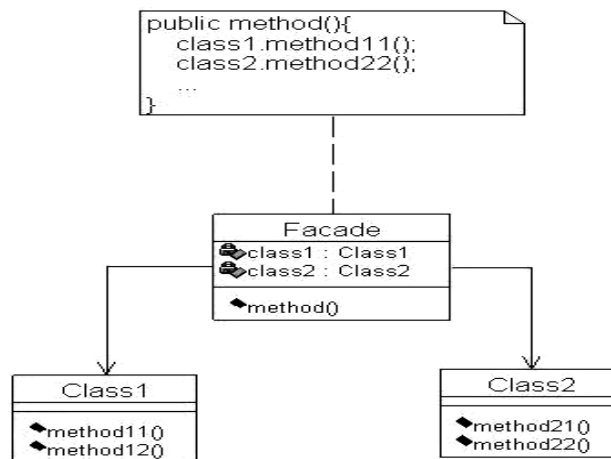 public method(){
class1.method11();
class2.method22();
...
}
Facade
class1 : Class1
class2 : Class2
method()
Class1
method11()
method12()
Class2
method21()
method22()